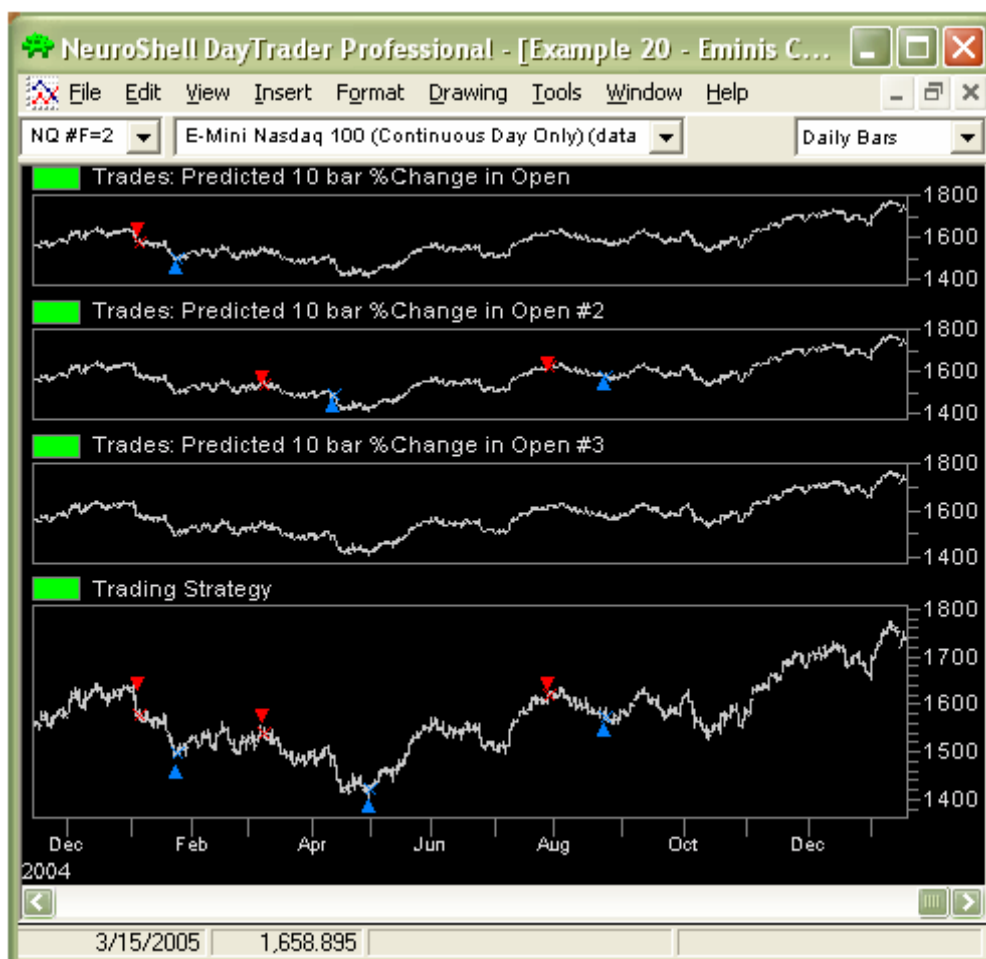 NeuroShell DayTrader Professional - [Example 20 - Eminis C...
File Edit View Insert Format Drawing Tools Window Help
NQ #F=2 E-Mini Nasdaq 100 (Continuous Day Only) (data Daily Bars
Trades: Predicted 10 bar %Change in Open
1800
1600
1400
Trades: Predicted 10 bar %Change in Open #2
1800
1600
1400
Trades: Predicted 10 bar %Change in Open #3
1800
1600
1400
Trading Strategy
1800
1700
1600
1500
1400
Dec Feb Apr Jun Aug Oct Dec
2004
3/15/2005 1,658.895